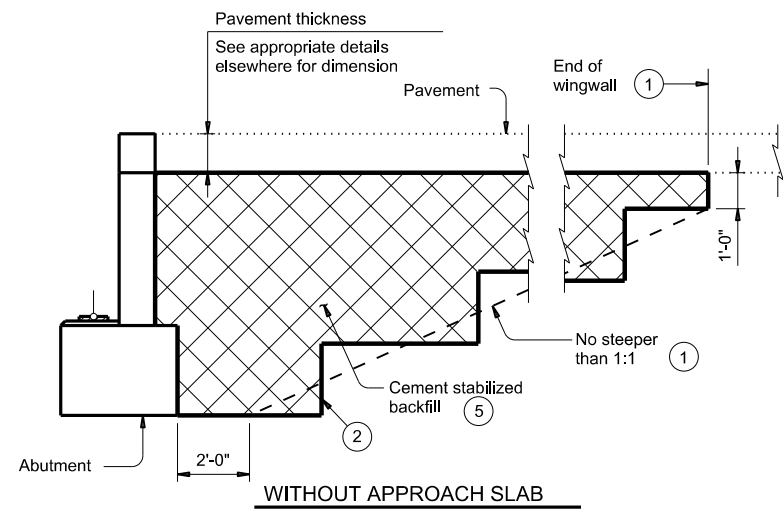 Pavement thickness
See appropriate details
elsewhere for dimension
Pavement
End of
wingwall
1
1'-0"
No steeper
than 1:1
1
Cement stabilized
backfill
5
2
Abutment
2'-0"
WITHOUT APPROACH SLAB